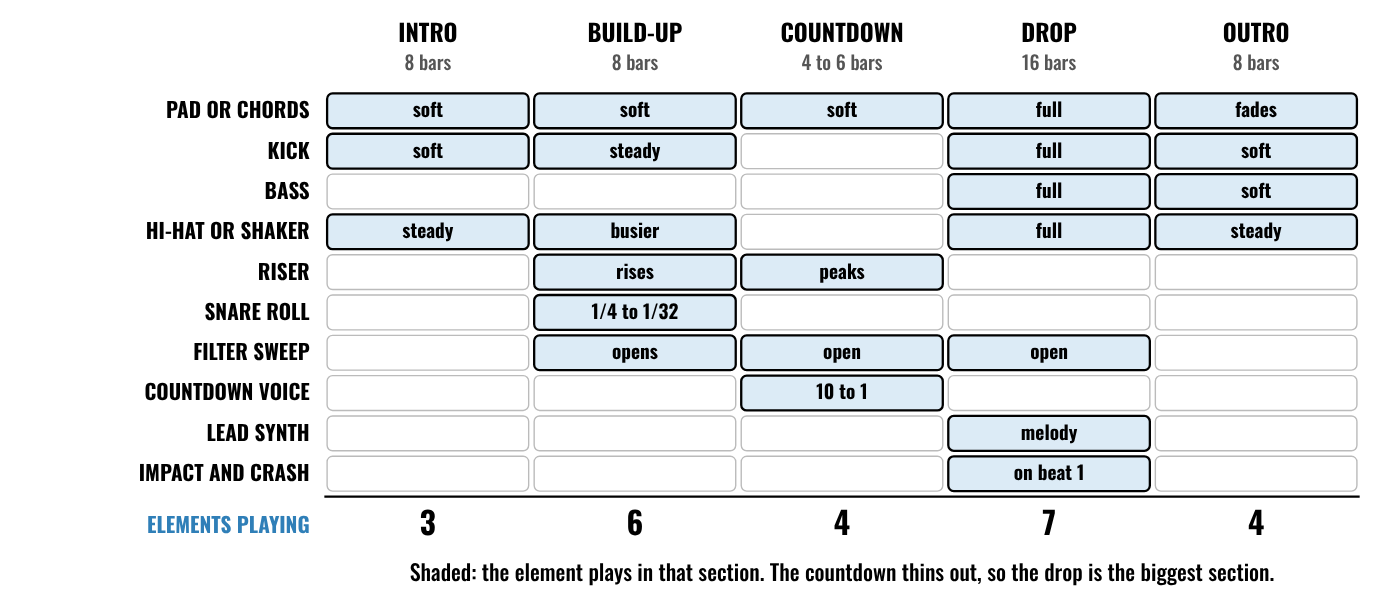 INTRO BUILD-UP COUNTDOWN DROP OUTRO
8 bars 8 bars 4 to 6 bars 16 bars 8 bars
PAD OR CHORDS soft soft soft full fades
KICK soft steady full soft
BASS full soft
HI-HAT OR SHAKER steady busier full steady
RISER rises peaks
SNARE ROLL 1/4 to 1/32
FILTER SWEEP opens open open
COUNTDOWN VOICE 10 to 1
LEAD SYNTH melody
IMPACT AND CRASH on beat 1
ELEMENTS PLAYING 3 6 4 7 4
Shaded: the element plays in that section. The countdown thins out, so the drop is the biggest section.